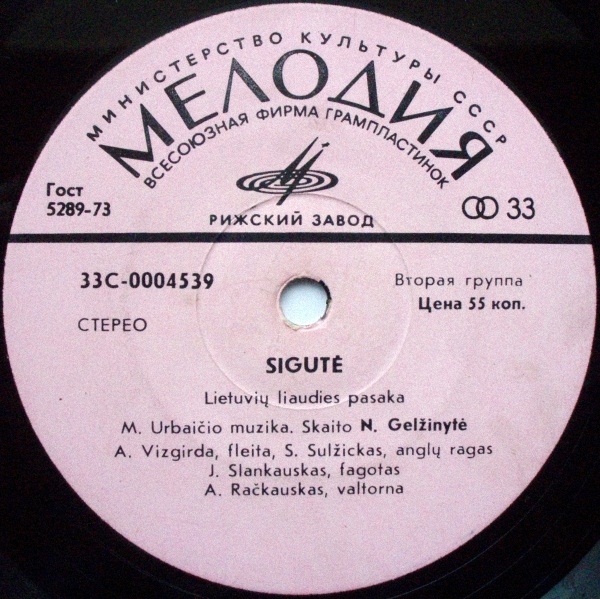 МИНИСТЕРСТВО КУЛЬТУРЫ СССР
МЕЛОДИЯ
ВСЕСОЮЗНАЯ ФИРМА ГРАМПЛАСТИНОК
Гост
5289-73
РИЖСКИЙ ЗАВОД
33
33С-0004539
Вторая группа
Цена 55 коп.
СТЕРЕО
SIGUTĖ
Lietuvių liaudies pasaka
M. Urbaičio muzika. Skaito N. Gelžinytė
A. Vizgirda, fleita, S. Sulžickas, anglų ragas
J. Slankauskas, fagotas
A. Račkauskas, valtorna